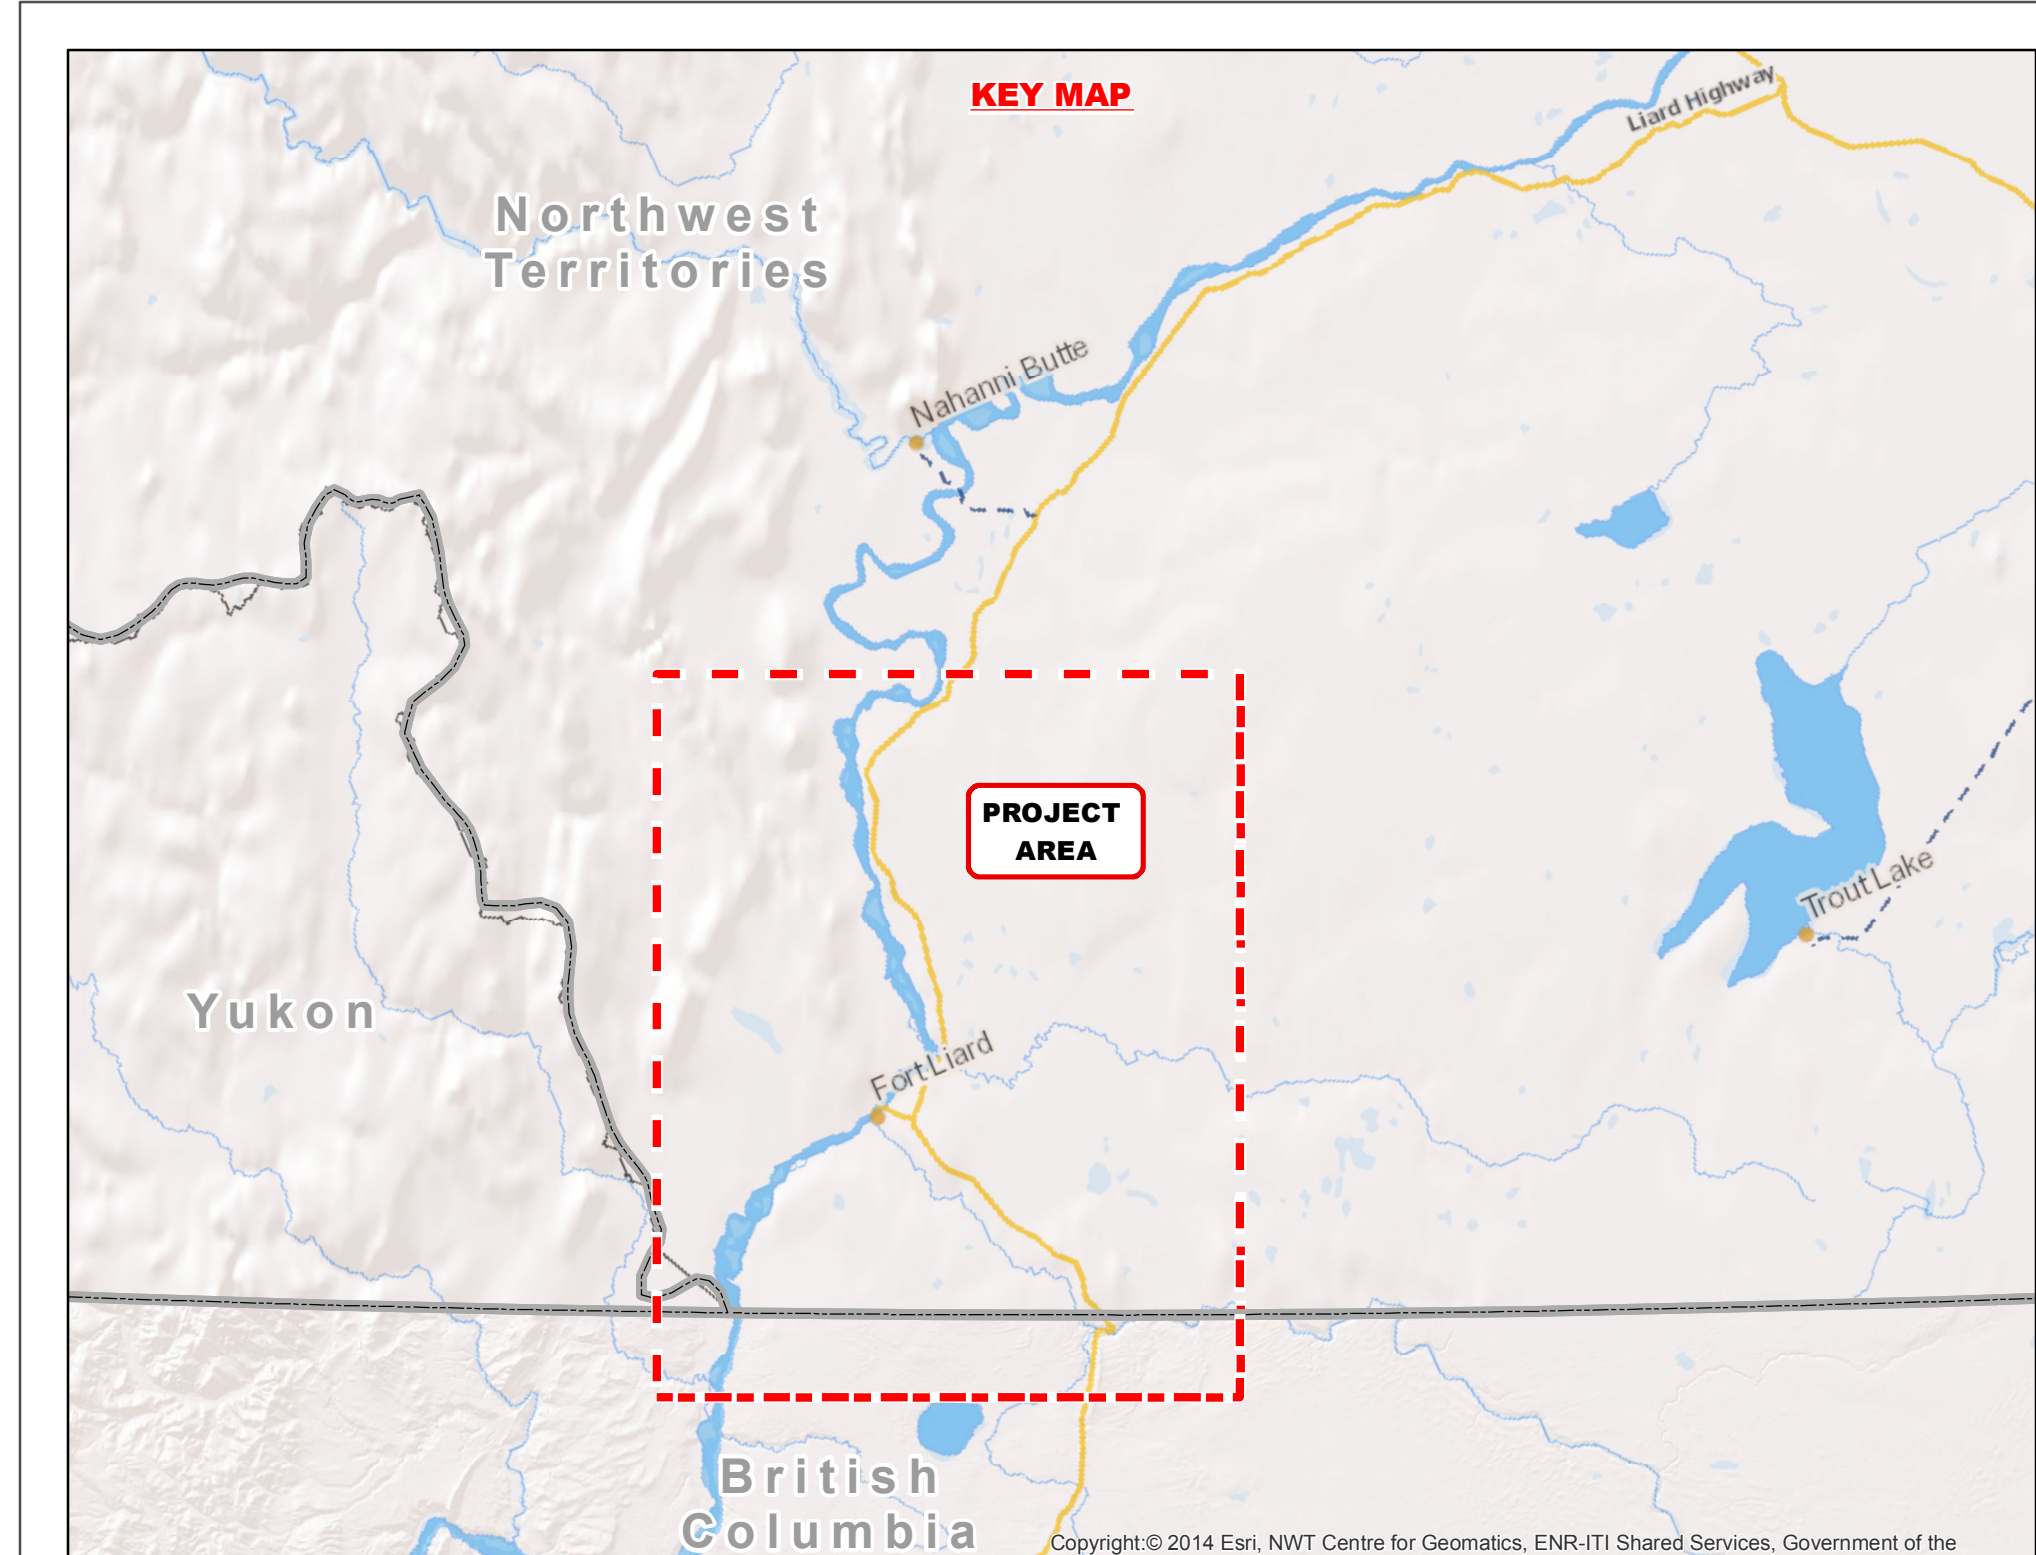 KEY MAP
Liard Highway
Northwest
Territories
Nahanni Butte
PROJECT
AREA
Trout Lake
Yukon
Fort Liard
British
Columbia
Copyright:© 2014 Esri, NWT Centre for Geomatics, ENR-ITI Shared Services, Government of the